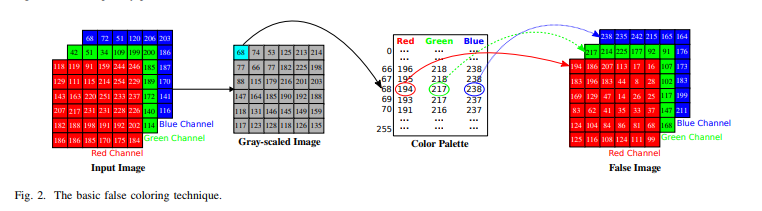 68 72 51 120 206 203
42 51 34 109 199 200 186
118 119 91 159 244 246 185 187
129 111 115 214 254 229 189 170
143 163 220 251 233 237 172 141
207 217 231 231 228 226 140 116
182 188 198 191 192 202 114 Blue Channel
186 186 185 170 175 184 Green Channel
Red Channel
Input Image
68 74 53 125 213 214
77 66 77 182 225 198
88 115 179 216 201 203
147 164 185 190 192 188
118 131 146 145 149 159
117 123 128 118 126 135
Gray-scaled Image
Red Green Blue
0 ... ... ...
... ... ...
66 196 218 238
67 195 218 238
68 194 217 238
69 193 217 237
70 191 216 237
... ... ...
255 ... ... ...
Color Palette
238 235 242 215 165 164
217 214 225 177 92 91 176
194 186 207 113 17 16 107 173
183 196 183 44 8 28 102 183
169 129 47 14 26 25 117 199
83 62 41 35 33 37 147 211
124 104 84 86 81 68 168 Blue Channel
125 116 108 124 111 99 Green Channel
Red Channel
False Image
Fig. 2. The basic false coloring technique.